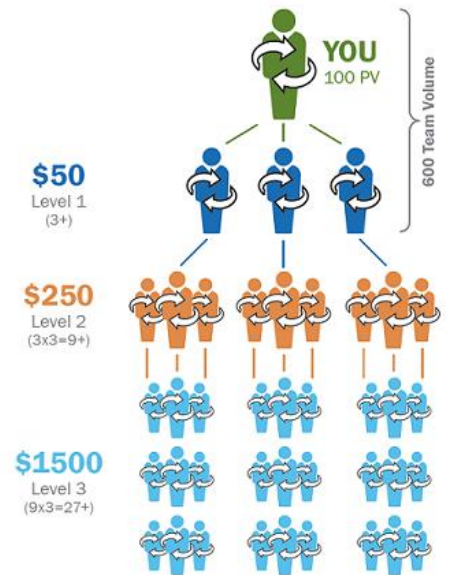 YOU
100 PV
600 Team Volume
$50
Level 1
(3+)
$250
Level 2
(3x3=9+)
$1500
Level 3
(9x3=27+)